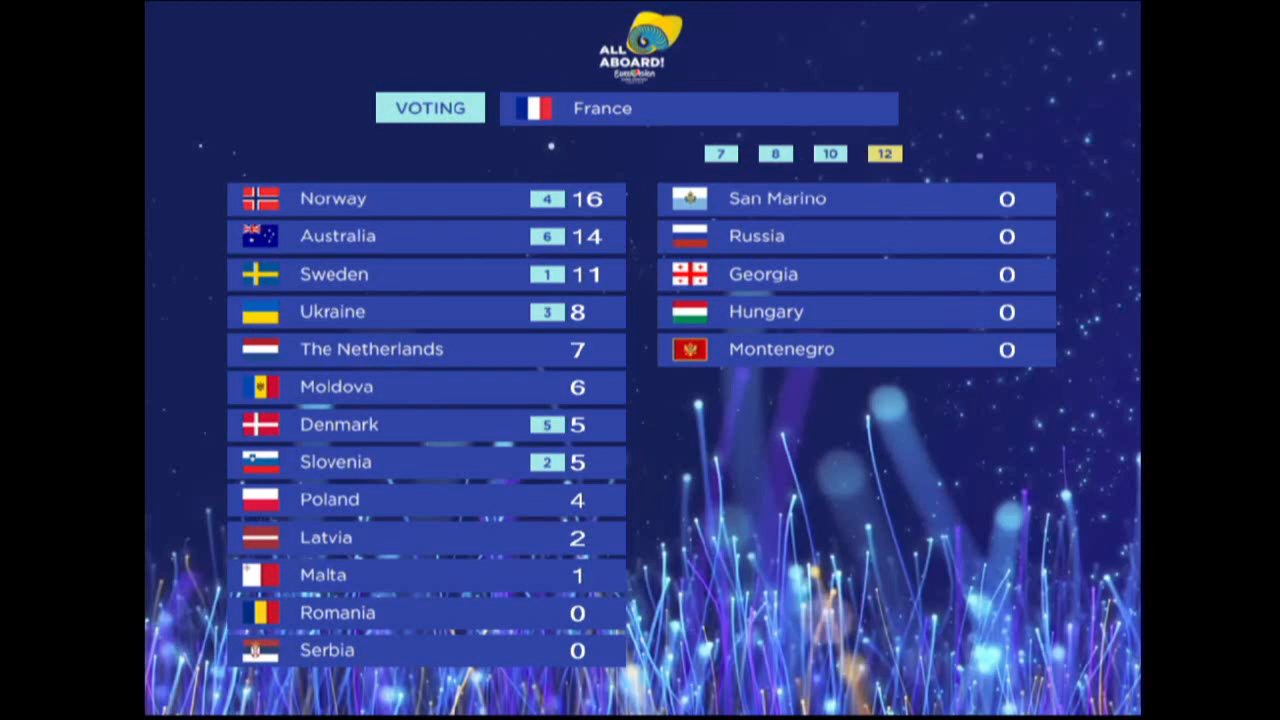 ALL
ABOARD!
EUROVISION
VOTING France
7 8 10 12
Norway 4 16
Australia 6 14
Sweden 1 11
Ukraine 3 8
The Netherlands 7
Moldova 6
Denmark 5 5
Slovenia 2 5
Poland 4
Latvia 2
Malta 1
Romania 0
Serbia 0
San Marino 0
Russia 0
Georgia 0
Hungary 0
Montenegro 0